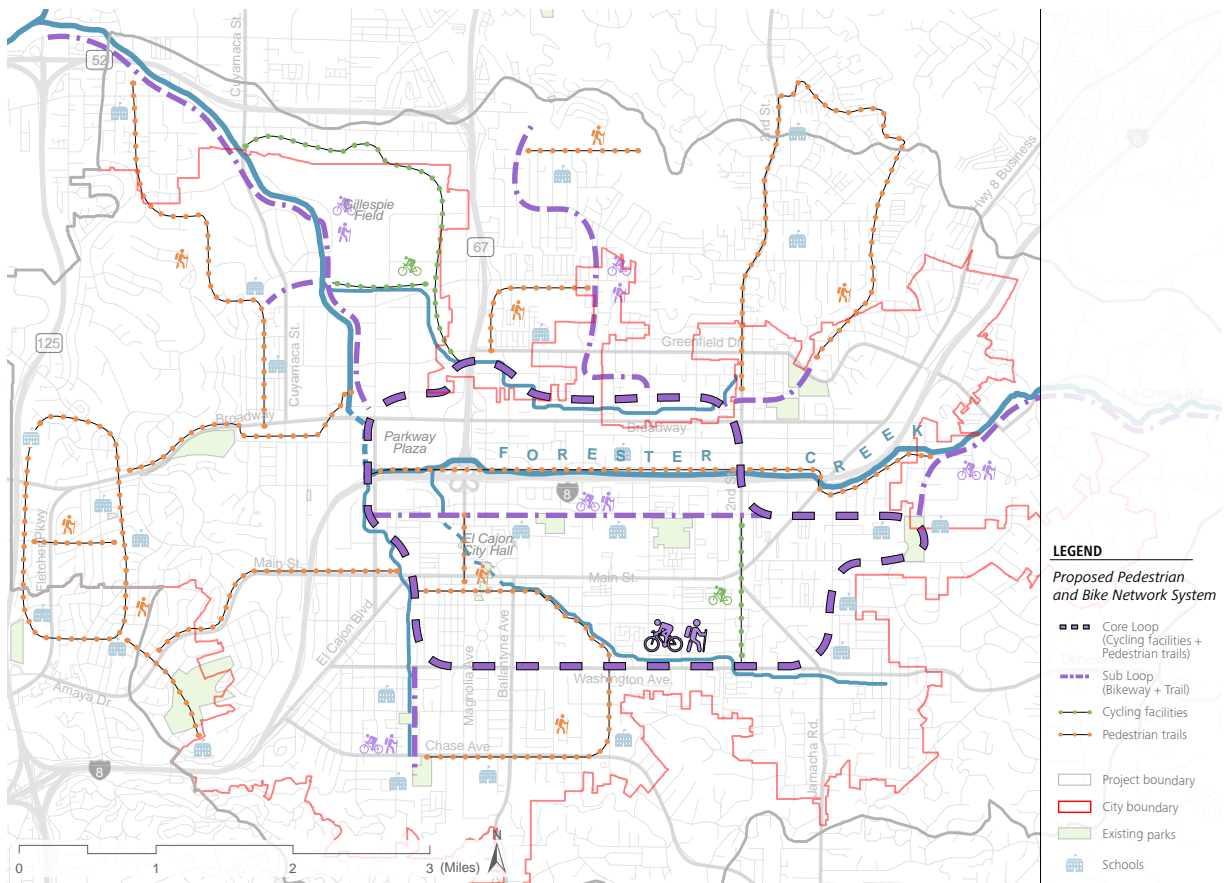 52
Cuyamaca St.
2nd St.
Hwy 8 Business
Gillespie
Field
67
125
Cuyamaca St.
Greenfield Dr.
Broadway
Parkway
Plaza
Broadway
FORESTER CREEK
8
2nd St.
Fletcher Pkwy
El Cajon
City Hall
Main St.
Main St.
El Cajon Blvd
Magnolia Ave
Ballantyne Ave
Washington Ave.
Amaya Dr
Chase Ave
Jamacha Rd.
8
N
0
1
2
3 (Miles)
LEGEND
Proposed Pedestrian
and Bike Network System
Core Loop
(Cycling facilities +
Pedestrian trails)
Sub Loop
(Bikeway + Trail)
Cycling facilities
Pedestrian trails
Project boundary
City boundary
Existing parks
Schools